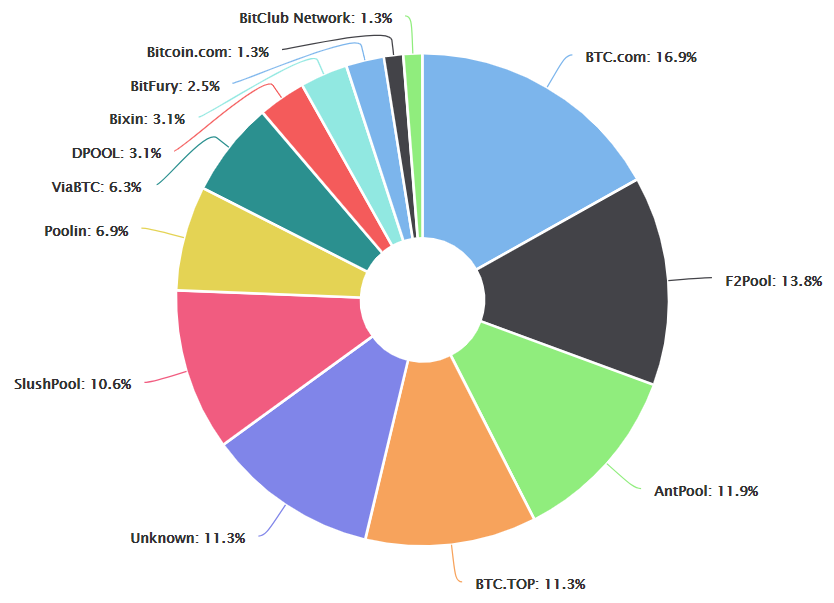 BitClub Network: 1.3%
Bitcoin.com: 1.3%
BTC.com: 16.9%
BitFury: 2.5%
Bixin: 3.1%
DPOOL: 3.1%
ViaBTC: 6.3%
Poolin: 6.9%
F2Pool: 13.8%
SlushPool: 10.6%
AntPool: 11.9%
Unknown: 11.3%
BTC.TOP: 11.3%